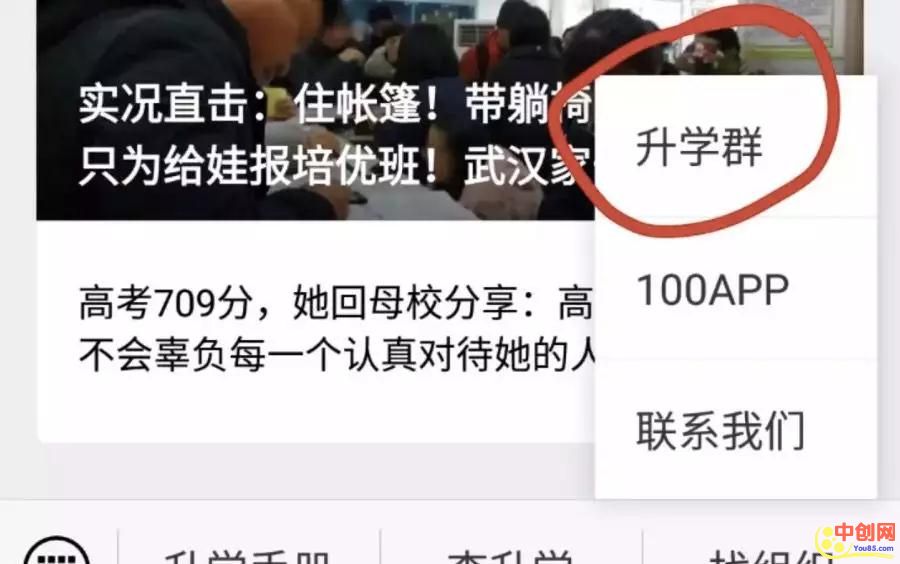 实况直击：住帐篷！带躺椅
只为给娃报培优班！武汉家
升学群
高考709分，她回母校分享：高
不会辜负每一个认真对待她的人
100APP
联系我们
升学手册
查升学
找组织
中创网
You85.com